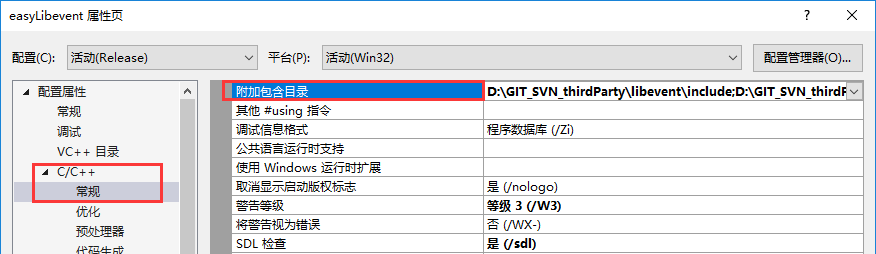 easyLibevent 属性页
配置(C): 活动(Release) 平台(P): 活动(Win32) 配置管理器(O)...
配置属性
常规
调试
VC++ 目录
C/C++
常规
优化
预处理器
代码生成
附加包含目录 D:\GIT_SVN_thirdParty\libevent\include;D:\GIT_SVN_thirdP
其他 #using 指令
调试信息格式 程序数据库 (/Zi)
公共语言运行时支持
使用 Windows 运行时扩展
取消显示启动版权标志 是 (/nologo)
警告等级 等级 3 (/W3)
将警告视为错误 否 (/WX-)
SDL 检查 是 (/sdl)